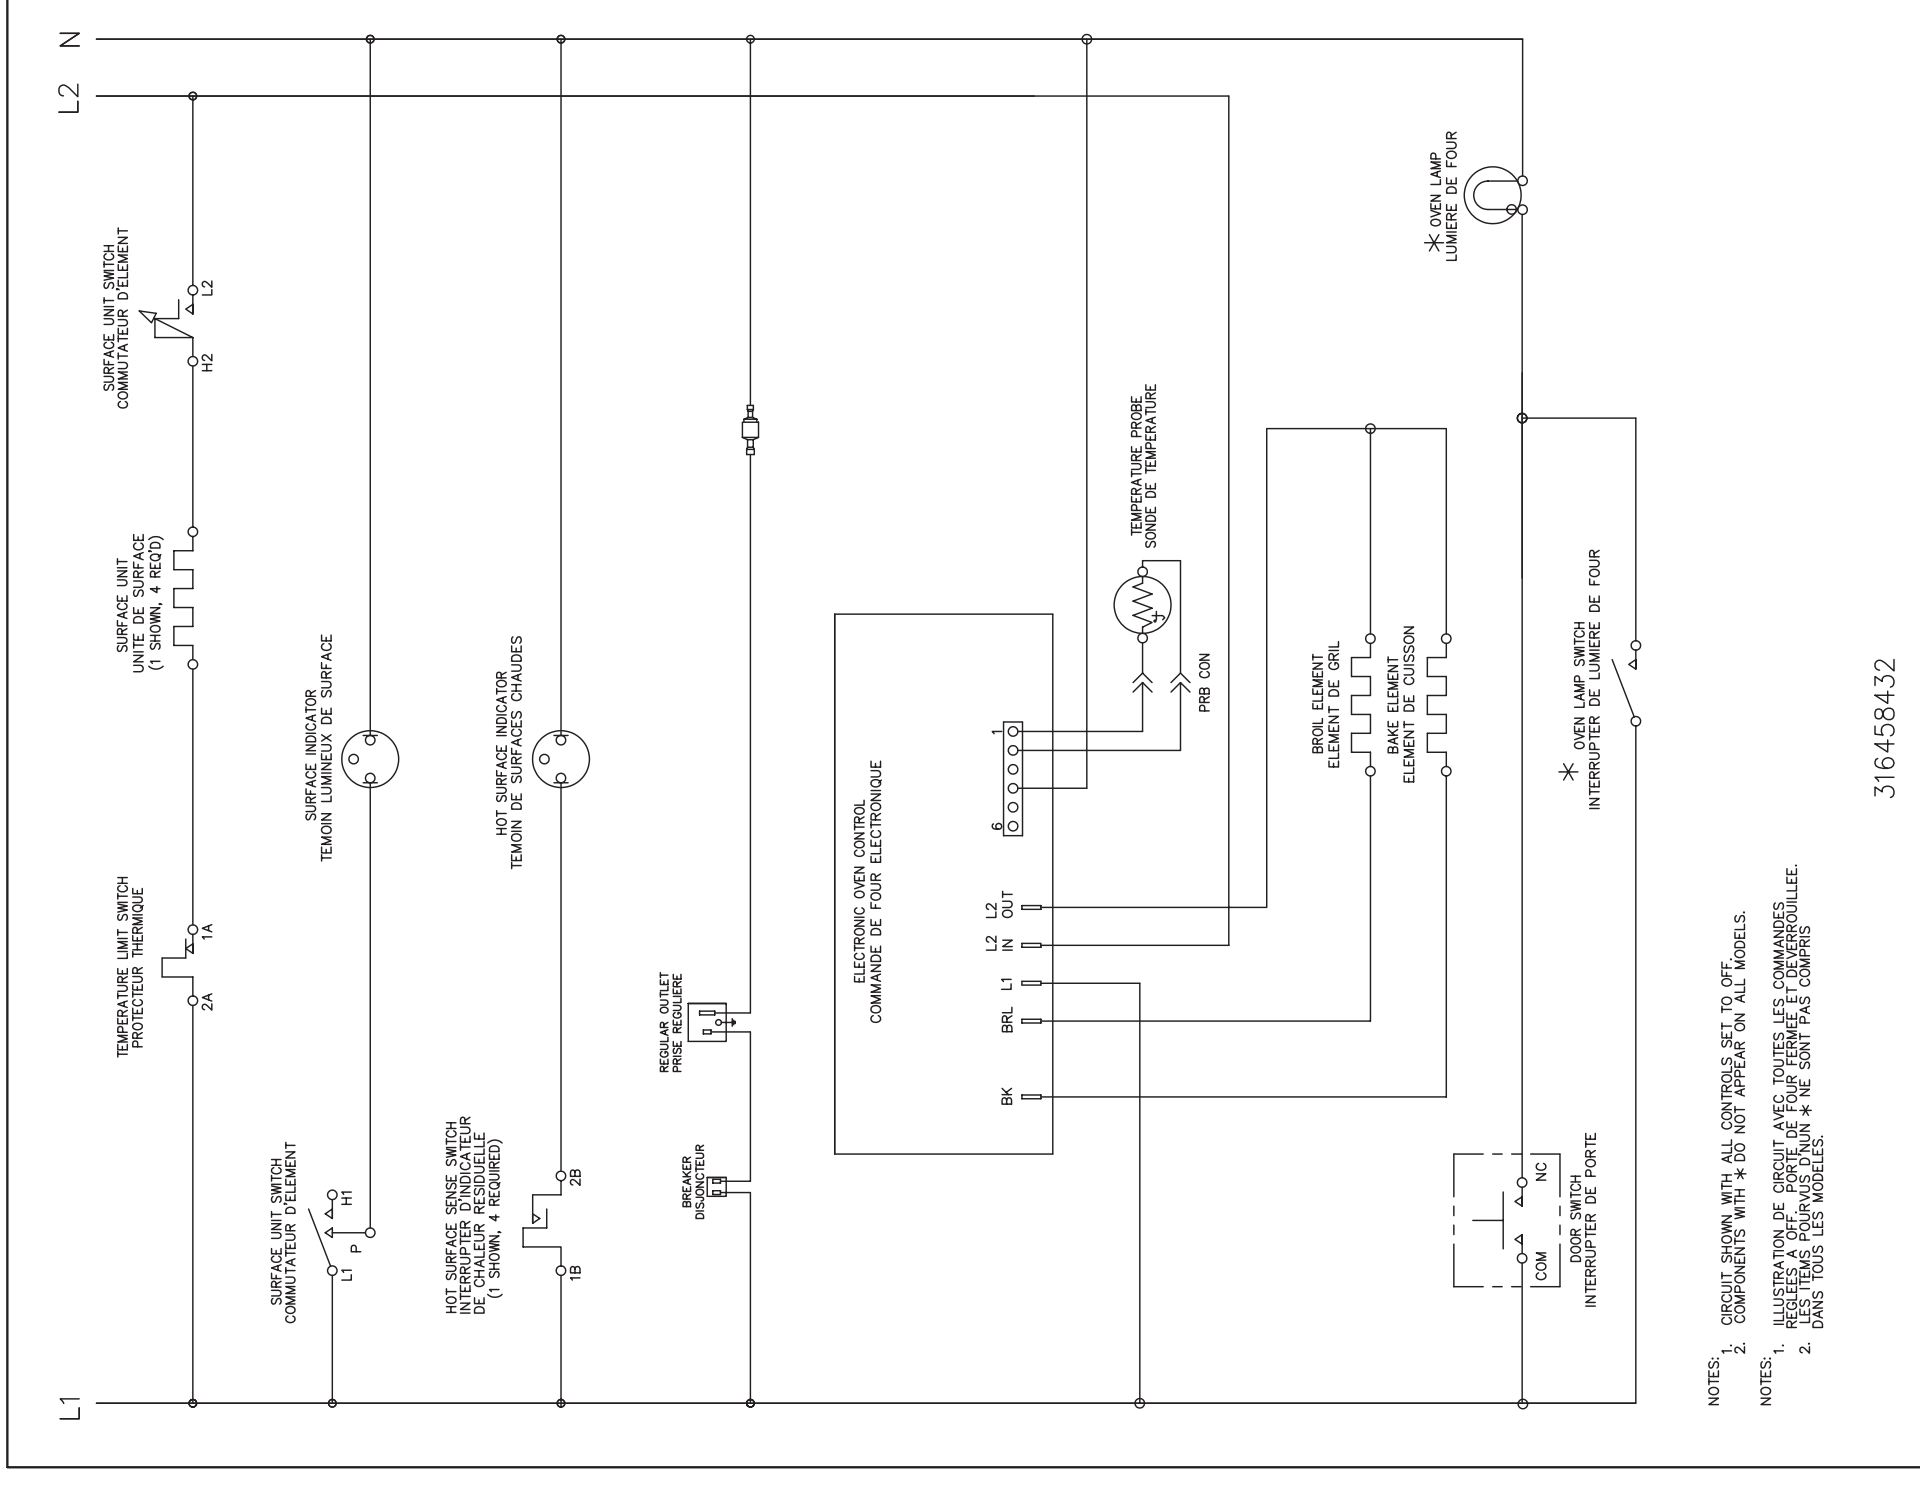 L1
L2
N
TEMPERATURE LIMIT SWITCH
PROTECTEUR THERMIQUE
2A
1A
SURFACE UNIT
UNITE DE SURFACE
(1 SHOWN, 4 REQ'D)
SURFACE UNIT SWITCH
COMMUTATEUR D'ELEMENT
H2
L2
SURFACE UNIT SWITCH
COMMUTATEUR D'ELEMENT
L1
P
H1
SURFACE INDICATOR
TEMOIN LUMINEUX DE SURFACE
HOT SURFACE SENSE SWITCH
INTERRUPTER D'INDICATEUR
DE CHALEUR RESIDUELLE
(1 SHOWN, 4 REQUIRED)
1B
2B
HOT SURFACE INDICATOR
TEMOIN DE SURFACES CHAUDES
BREAKER
DISJONCTEUR
REGULAR OUTLET
PRISE REGULIERE
ELECTRONIC OVEN CONTROL
COMMANDE DE FOUR ELECTRONIQUE
BK
BRL
L1
L2
IN
L2
OUT
6
1
TEMPERATURE PROBE
SONDE DE TEMPERATURE
PRB CON
BROIL ELEMENT
ELEMENT DE GRIL
BAKE ELEMENT
ELEMENT DE CUISSON
* OVEN LAMP
LUMIERE DE FOUR
COM
NC
DOOR SWITCH
INTERRUPTER DE PORTE
* OVEN LAMP SWITCH
INTERRUPTER DE LUMIERE DE FOUR
NOTES:
1. CIRCUIT SHOWN WITH ALL CONTROLS SET TO OFF.
2. COMPONENTS WITH * DO NOT APPEAR ON ALL MODELS.
NOTES:
1. ILLUSTRATION DE CIRCUIT AVEC TOUTES LES COMMANDES
REGLEES A OFF. PORTE DE FOUR FERMEE ET DEVERROUILLEE.
2. LES ITEMS POURVUS D'NUN * NE SONT PAS COMPRIS
DANS TOUS LES MODELES.
316458432